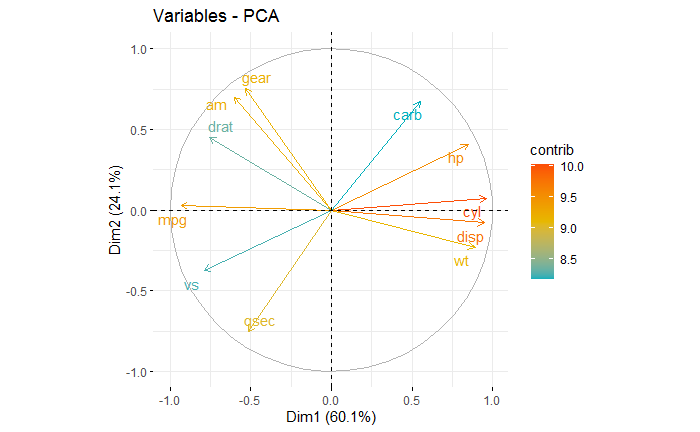 Variables - PCA
1.0
0.5
0.0
-0.5
-1.0
Dim2 (24.1%)
gear
am
drat
carb
hp
mpg
cyl
disp
wt
vs
qsec
-1.0
-0.5
0.0
0.5
1.0
Dim1 (60.1%)
contrib
10.0
9.5
9.0
8.5